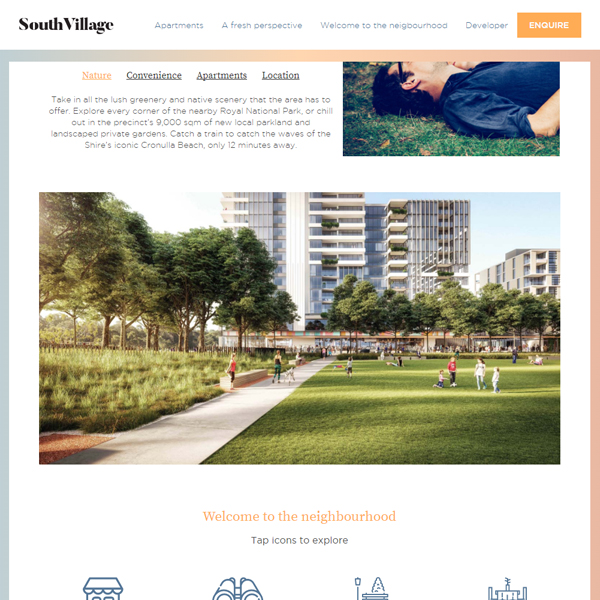 SouthVillage
Apartments A fresh perspective Welcome to the neigbourhood Developer ENQUIRE
Nature Convenience Apartments Location
Take in all the lush greenery and native scenery that the area has to
offer. Explore every corner of the nearby Royal National Park, or chill
out in the precinct's 9,000 sqm of new local parkland and
landscaped private gardens. Catch a train to catch the waves of the
Shire's iconic Cronulla Beach, only 12 minutes away.
Welcome to the neighbourhood
Tap icons to explore